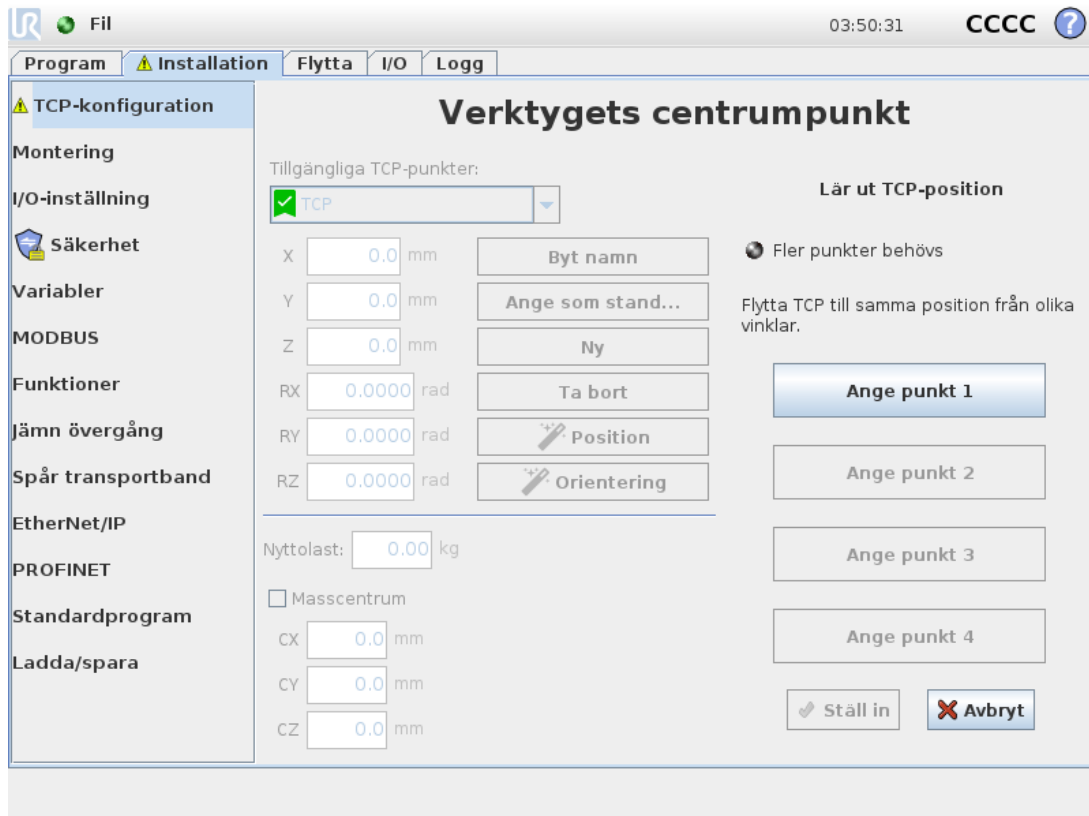 Fil
03:50:31
CCCC
?
Program
Installation
Flytta
I/O
Logg
TCP-konfiguration
Montering
I/O-inställning
Säkerhet
Variabler
MODBUS
Funktioner
Jämn övergång
Spår transportband
EtherNet/IP
PROFINET
Standardprogram
Ladda/spara
Verktygets centrumpunkt
Tillgängliga TCP-punkter:
TCP
X 0.0 mm
Byt namn
Y 0.0 mm
Ange som stand...
Z 0.0 mm
Ny
RX 0.0000 rad
Ta bort
RY 0.0000 rad
Position
RZ 0.0000 rad
Orientering
Nyttolast: 0.00 kg
Masscentrum
CX 0.0 mm
CY 0.0 mm
CZ 0.0 mm
Lär ut TCP-position
Fler punkter behövs
Flytta TCP till samma position från olika
vinklar.
Ange punkt 1
Ange punkt 2
Ange punkt 3
Ange punkt 4
Ställ in
Avbryt